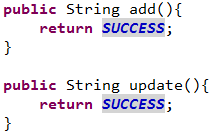 public String add(){
    return SUCCESS;
}
public String update(){
    return SUCCESS;
}